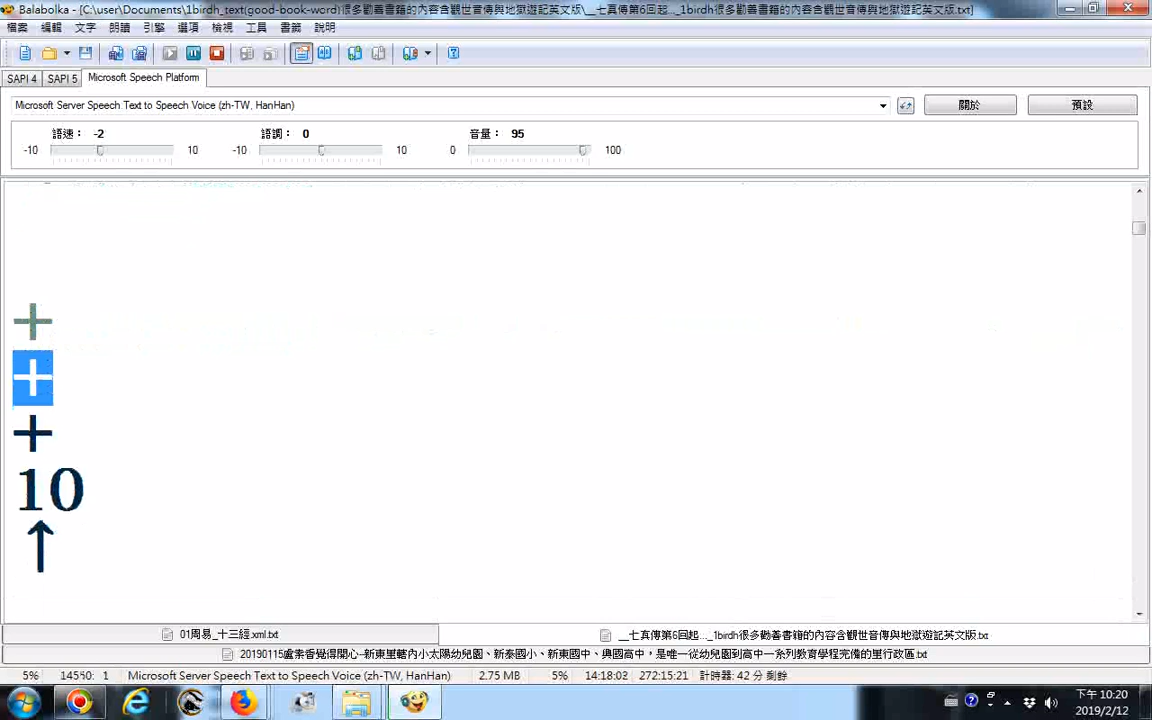 Balabolka - [C:\user\Documents\1birdh_text(good-book-word)很多勸善書籍的內容含觀世音傳與地獄遊記英文版\__七真傳第6回起..._1birdh很多勸善書籍的內容含觀世音傳與地獄遊記英文版.txt]
檔案 編輯 文字 朗讀 引擎 選項 檢視 工具 書籤 說明
SAPI 4 SAPI 5 Microsoft Speech Platform
Microsoft Server Speech Text to Speech Voice (zh-TW, HanHan) 關於 預設
語速： -2 語調： 0 音量： 95
-10 10 -10 10 0 100
+
+
+
10
↑
01周易_十三經.xml.txt __七真傳第6回起..._1birdh很多勸善書籍的內容含觀世音傳與地獄遊記英文版.txt
20190115盧素香覺得開心-新東里轄內小太陽幼兒園、新泰國小、新東國中、興國高中，是唯一從幼兒園到高中一系列教育學程完備的里行政區.txt
5% 14550: 1 Microsoft Server Speech Text to Speech Voice (zh-TW, HanHan) 2.75 MB 5% 14:18:02 272:15:21 計時器: 42 分 剩餘
下午 10:20
2019/2/12